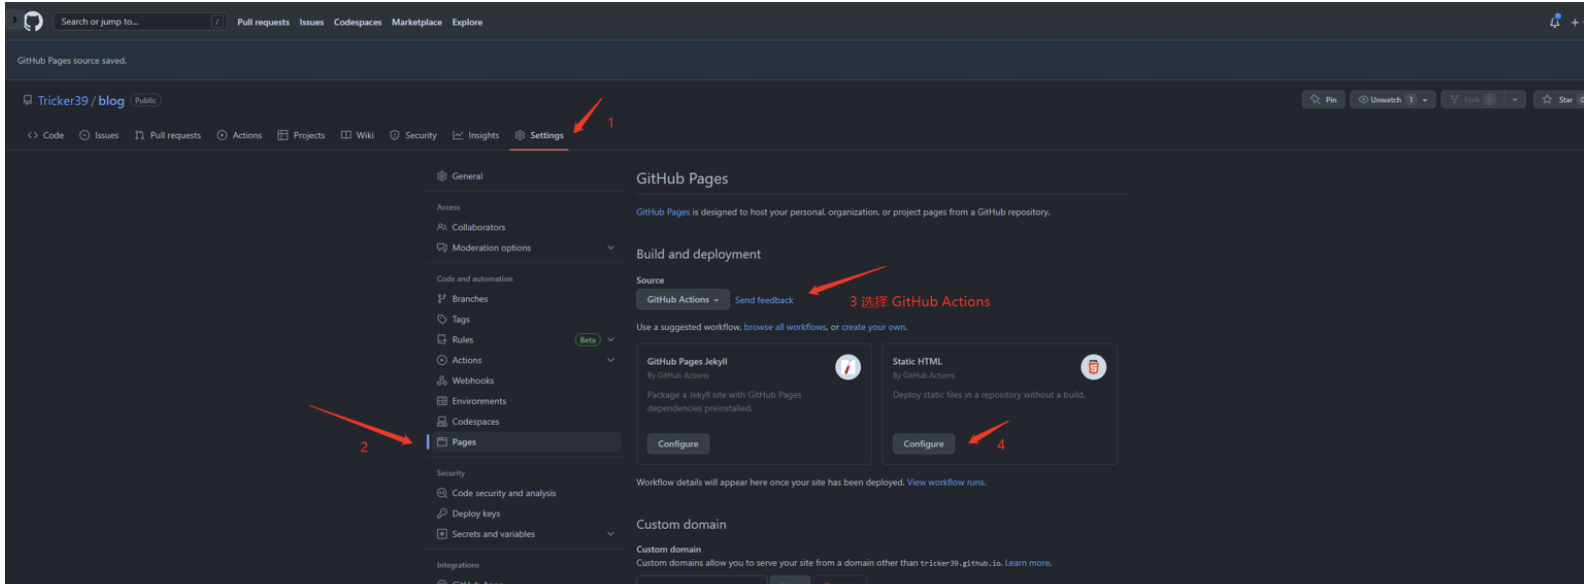 Search or jump to... /
Pull requests Issues Codespaces Marketplace Explore
GitHub Pages source saved.
Tricker39 / blog Public
Pin Unwatch 1 Fork 0 Star 0
Code Issues Pull requests Actions Projects Wiki Security Insights Settings
1
General
Access
Collaborators
Moderation options
Code and automation
Branches
Tags
Rules Beta
Actions
Webhooks
Environments
Codespaces
Pages
2
Security
Code security and analysis
Deploy keys
Secrets and variables
Integrations
GitHub Apps
GitHub Pages
GitHub Pages is designed to host your personal, organization, or project pages from a GitHub repository.
Build and deployment
Source
GitHub Actions Send feedback
3 选择 GitHub Actions
Use a suggested workflow, browse all workflows, or create your own.
GitHub Pages Jekyll
By GitHub Actions
Package a Jekyll site with GitHub Pages
dependencies preinstalled.
Configure
Static HTML
By GitHub Actions
Deploy static files in a repository without a build.
Configure
4
Workflow details will appear here once your site has been deployed. View workflow runs.
Custom domain
Custom domain
Custom domains allow you to serve your site from a domain other than tricker39.github.io. Learn more.